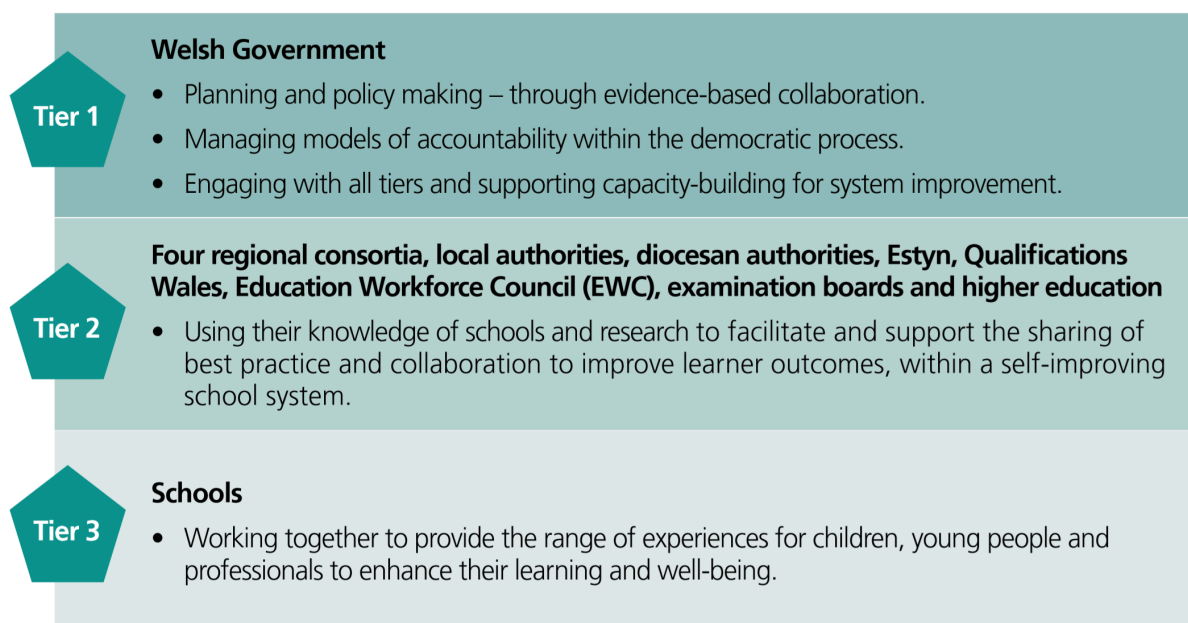 Tier 1
Welsh Government
• Planning and policy making – through evidence-based collaboration.
• Managing models of accountability within the democratic process.
• Engaging with all tiers and supporting capacity-building for system improvement.
Tier 2
Four regional consortia, local authorities, diocesan authorities, Estyn, Qualifications
Wales, Education Workforce Council (EWC), examination boards and higher education
• Using their knowledge of schools and research to facilitate and support the sharing of
best practice and collaboration to improve learner outcomes, within a self-improving
school system.
Tier 3
Schools
• Working together to provide the range of experiences for children, young people and
professionals to enhance their learning and well-being.